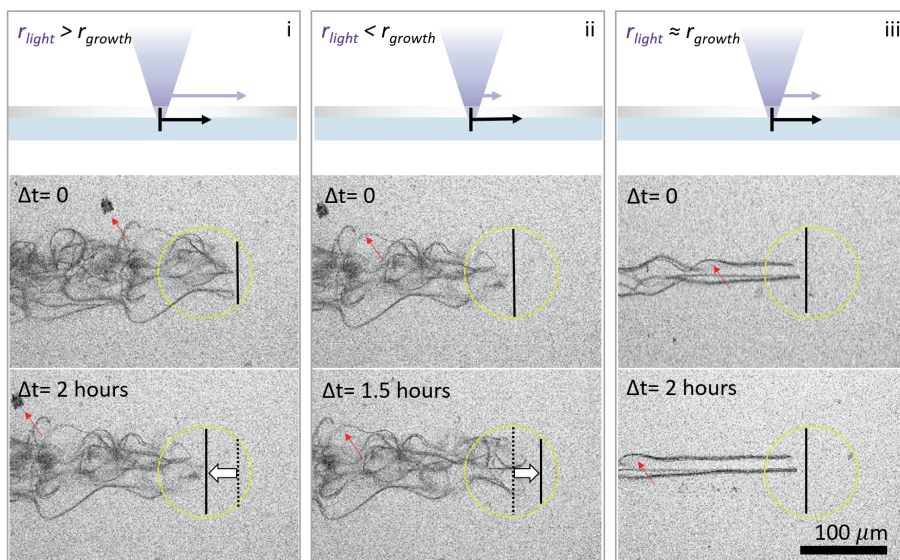 r_light > r_growth
i
Δt= 0
Δt= 2 hours
r_light < r_growth
ii
Δt= 0
Δt= 1.5 hours
r_light ≈ r_growth
iii
Δt= 0
Δt= 2 hours
100 μm